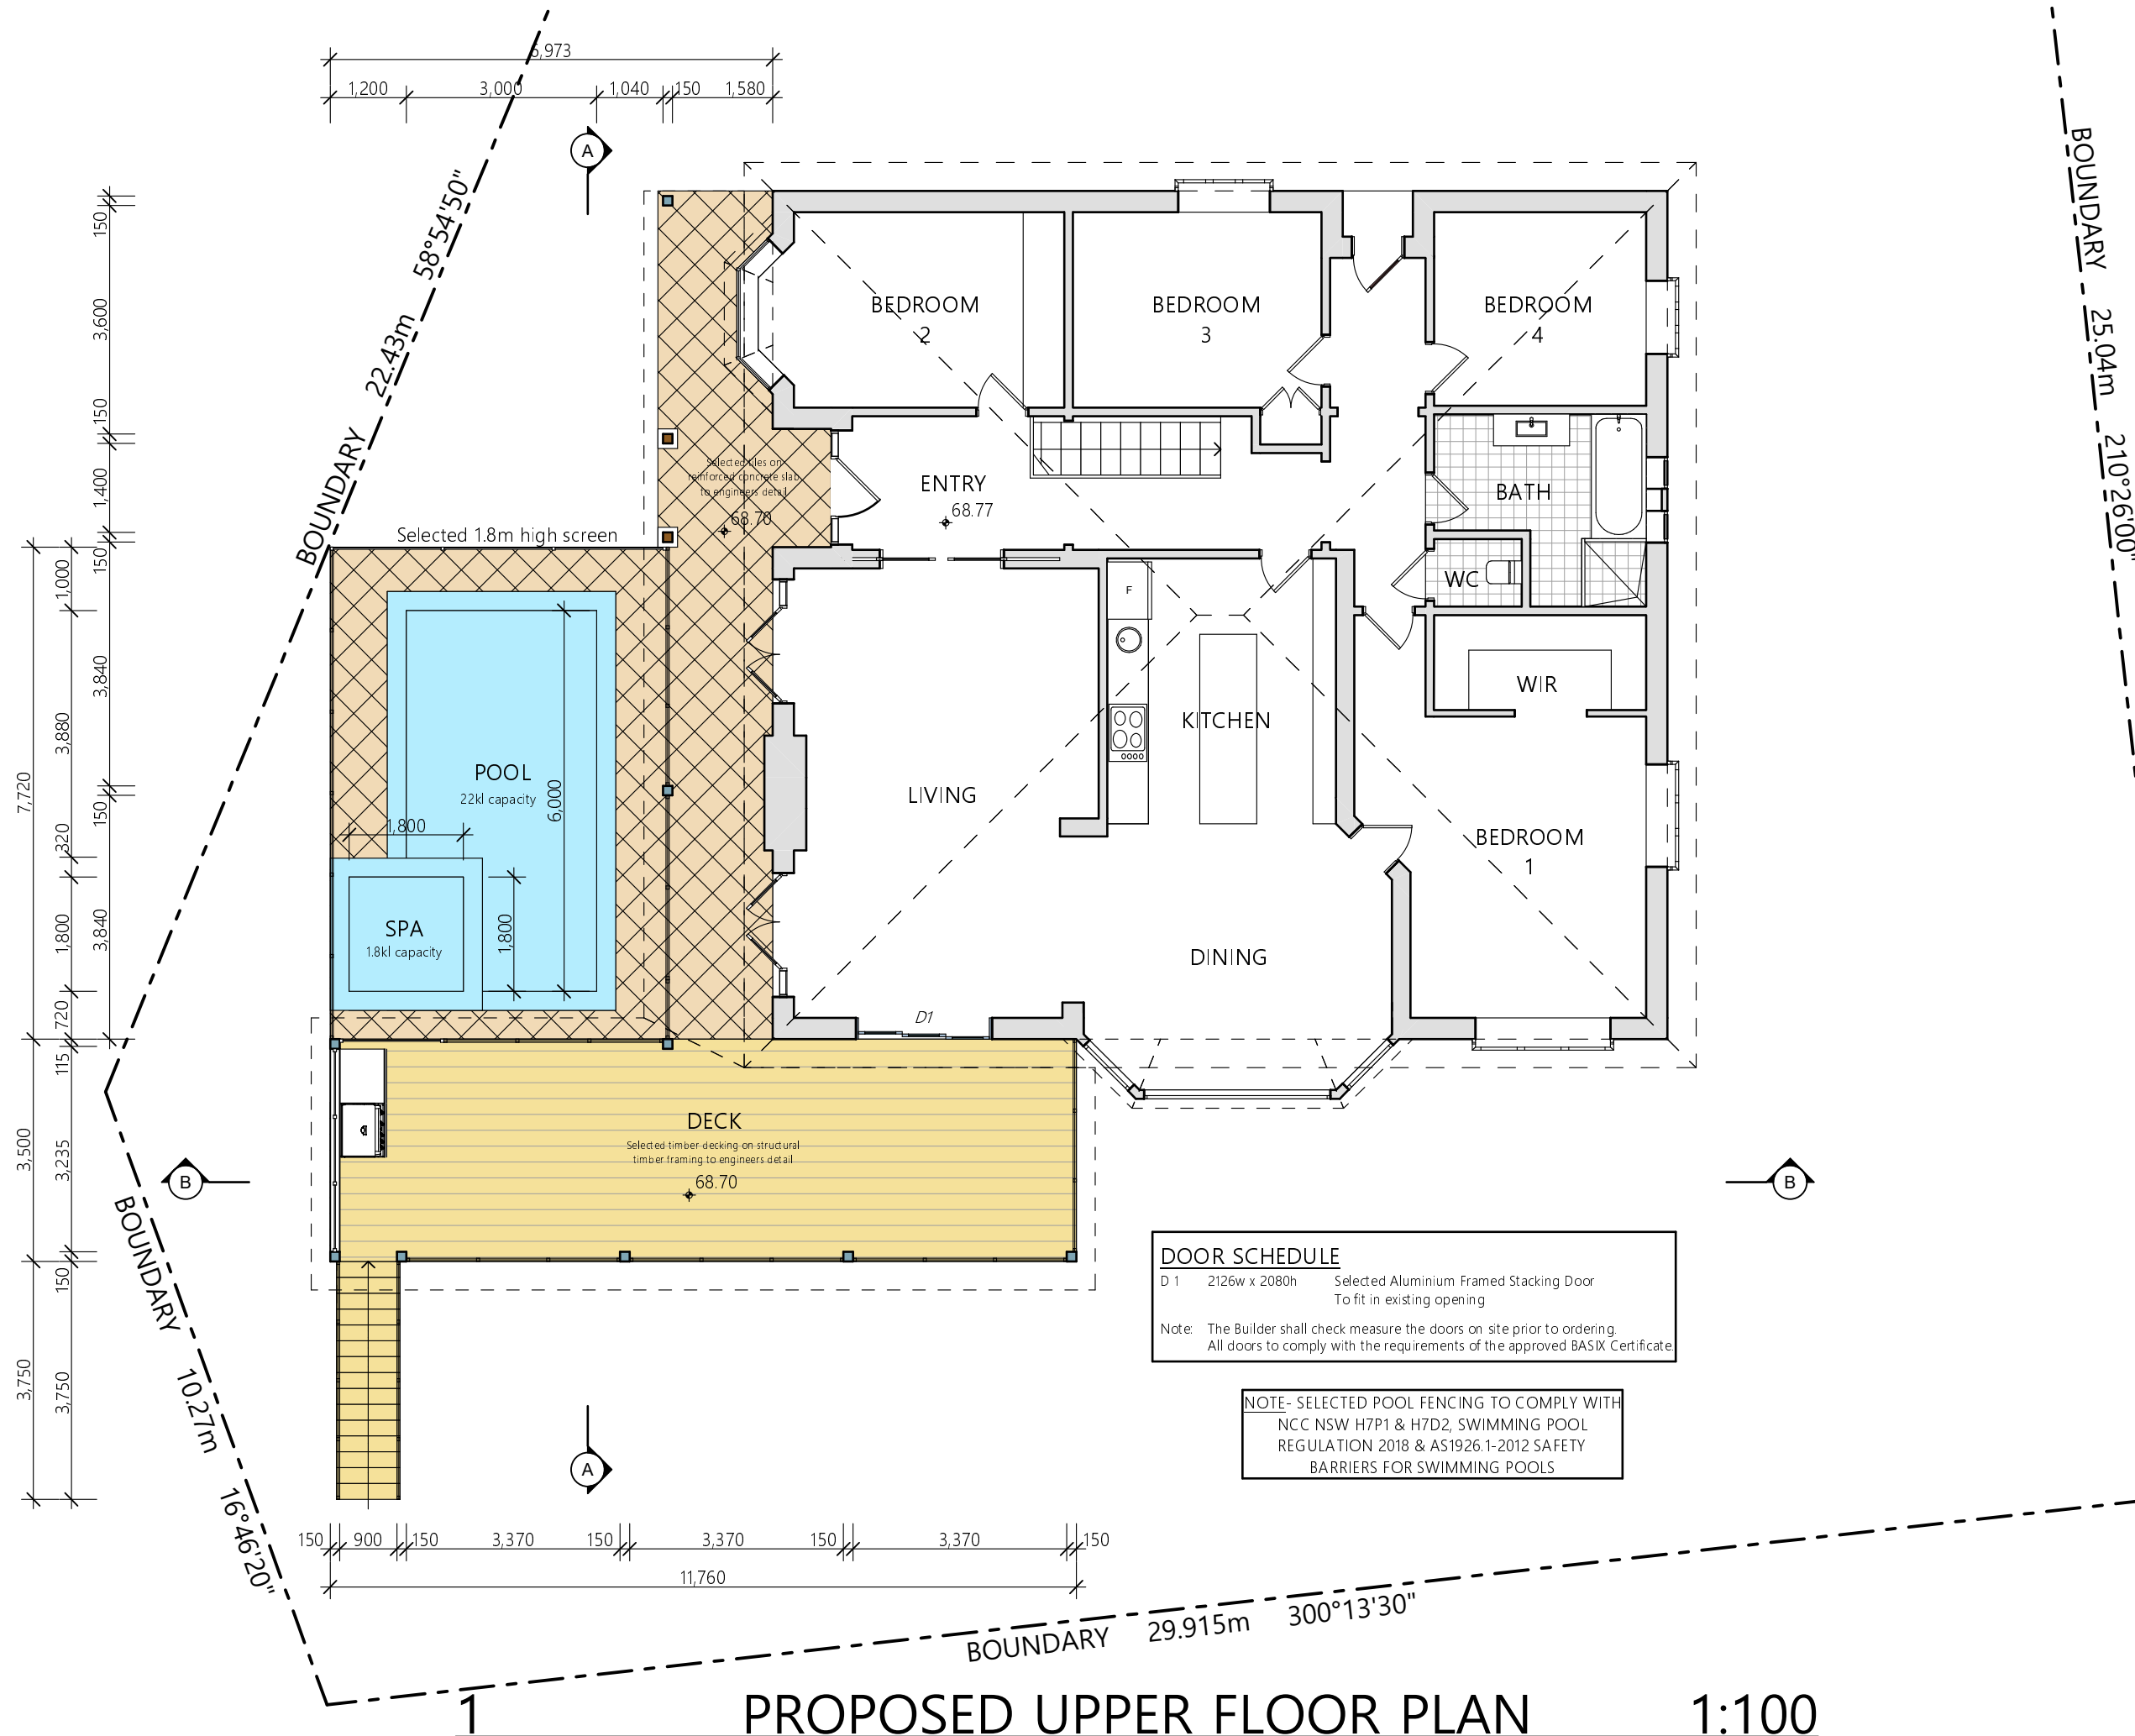 6,973
1,200
3,000
1,040
150
1,580
A
BOUNDARY 22.43m 58°54'50"
BOUNDARY 25.04m 210°26'00"
150
3,600
150
1,400
150
3,840
150
3,840
1,000
3,880
320
1,800
720
115
3,235
150
3,750
7,720
3,500
3,750
BEDROOM
2
BEDROOM
3
BEDROOM
4
Selected tiles on
reinforced concrete slab
to engineers detail
68.70
ENTRY
68.77
BATH
WC
Selected 1.8m high screen
F
WIR
KITCHEN
POOL
22kl capacity
6,000
1,800
LIVING
BEDROOM
1
SPA
1.8kl capacity
1,800
DINING
D1
DECK
Selected timber decking on structural
timber framing to engineers detail
68.70
B
B
BOUNDARY 10.27m 16°46'20"
DOOR SCHEDULE
D 1 2126w x 2080h Selected Aluminium Framed Stacking Door
To fit in existing opening
Note: The Builder shall check measure the doors on site prior to ordering.
All doors to comply with the requirements of the approved BASIX Certificate.
NOTE- SELECTED POOL FENCING TO COMPLY WITH
NCC NSW H7P1 & H7D2, SWIMMING POOL
REGULATION 2018 & AS1926.1-2012 SAFETY
BARRIERS FOR SWIMMING POOLS
A
150
900
150
3,370
150
3,370
150
3,370
150
11,760
BOUNDARY 29.915m 300°13'30"
1 PROPOSED UPPER FLOOR PLAN 1:100